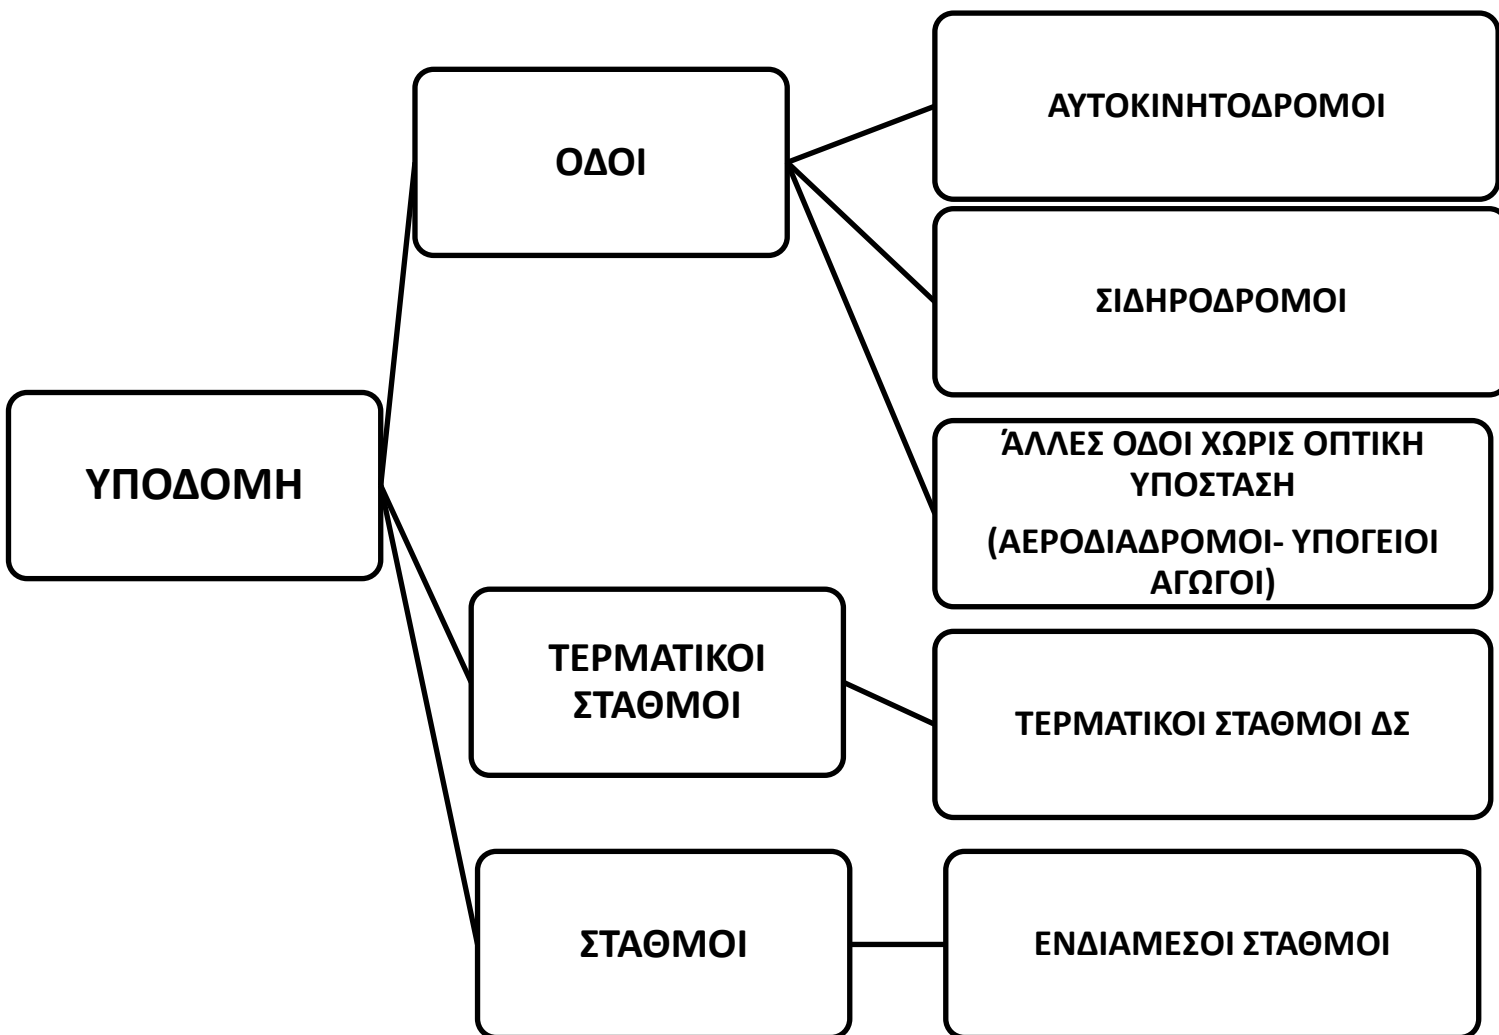 ΥΠΟΔΟΜΗ
ΟΔΟΙ
ΑΥΤΟΚΙΝΗΤΟΔΡΟΜΟΙ
ΣΙΔΗΡΟΔΡΟΜΟΙ
ΆΛΛΕΣ ΟΔΟΙ ΧΩΡΙΣ ΟΠΤΙΚΗ
ΥΠΟΣΤΑΣΗ
(ΑΕΡΟΔΙΑΔΡΟΜΟΙ- ΥΠΟΓΕΙΟΙ
ΑΓΩΓΟΙ)
ΤΕΡΜΑΤΙΚΟΙ
ΣΤΑΘΜΟΙ
ΤΕΡΜΑΤΙΚΟΙ ΣΤΑΘΜΟΙ ΔΣ
ΣΤΑΘΜΟΙ
ΕΝΔΙΑΜΕΣΟΙ ΣΤΑΘΜΟΙ